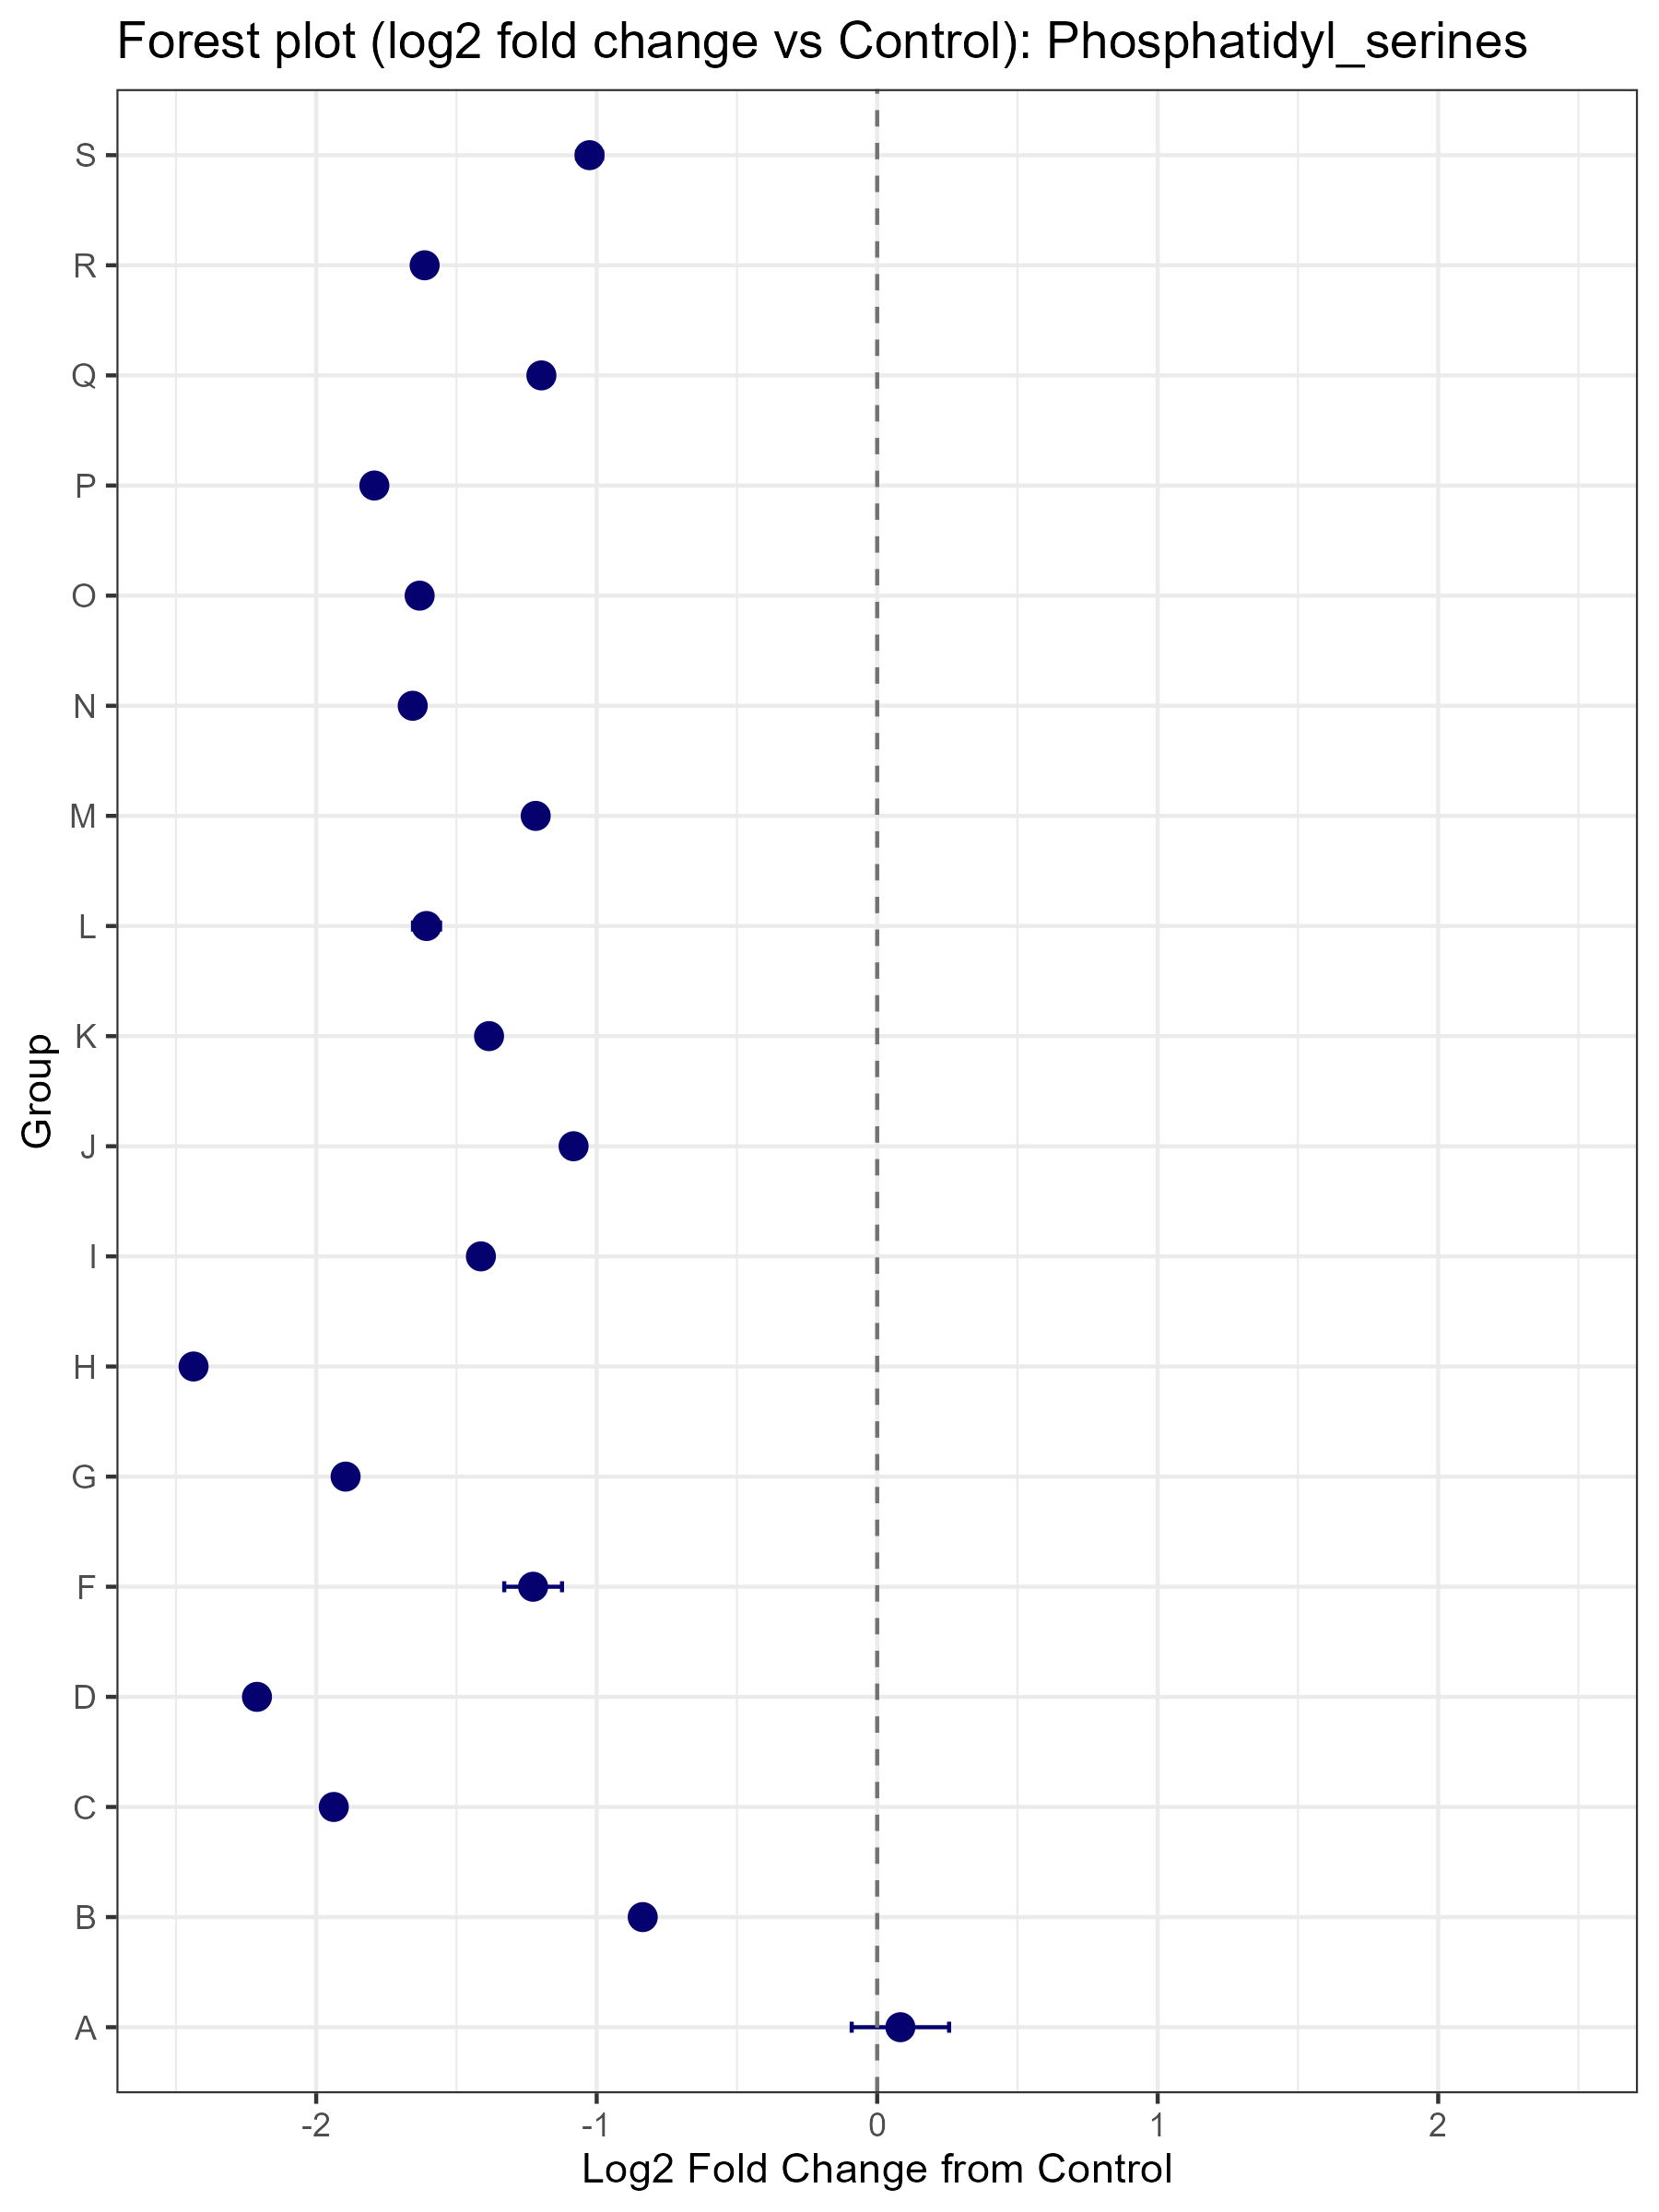 Forest plot (log2 fold change vs Control): Phosphatidyl_serines
S
R
Q
P
O
N
M
L
K
J
I
H
G
F
D
C
B
A
Group
-2 -1 0 1 2
Log2 Fold Change from Control